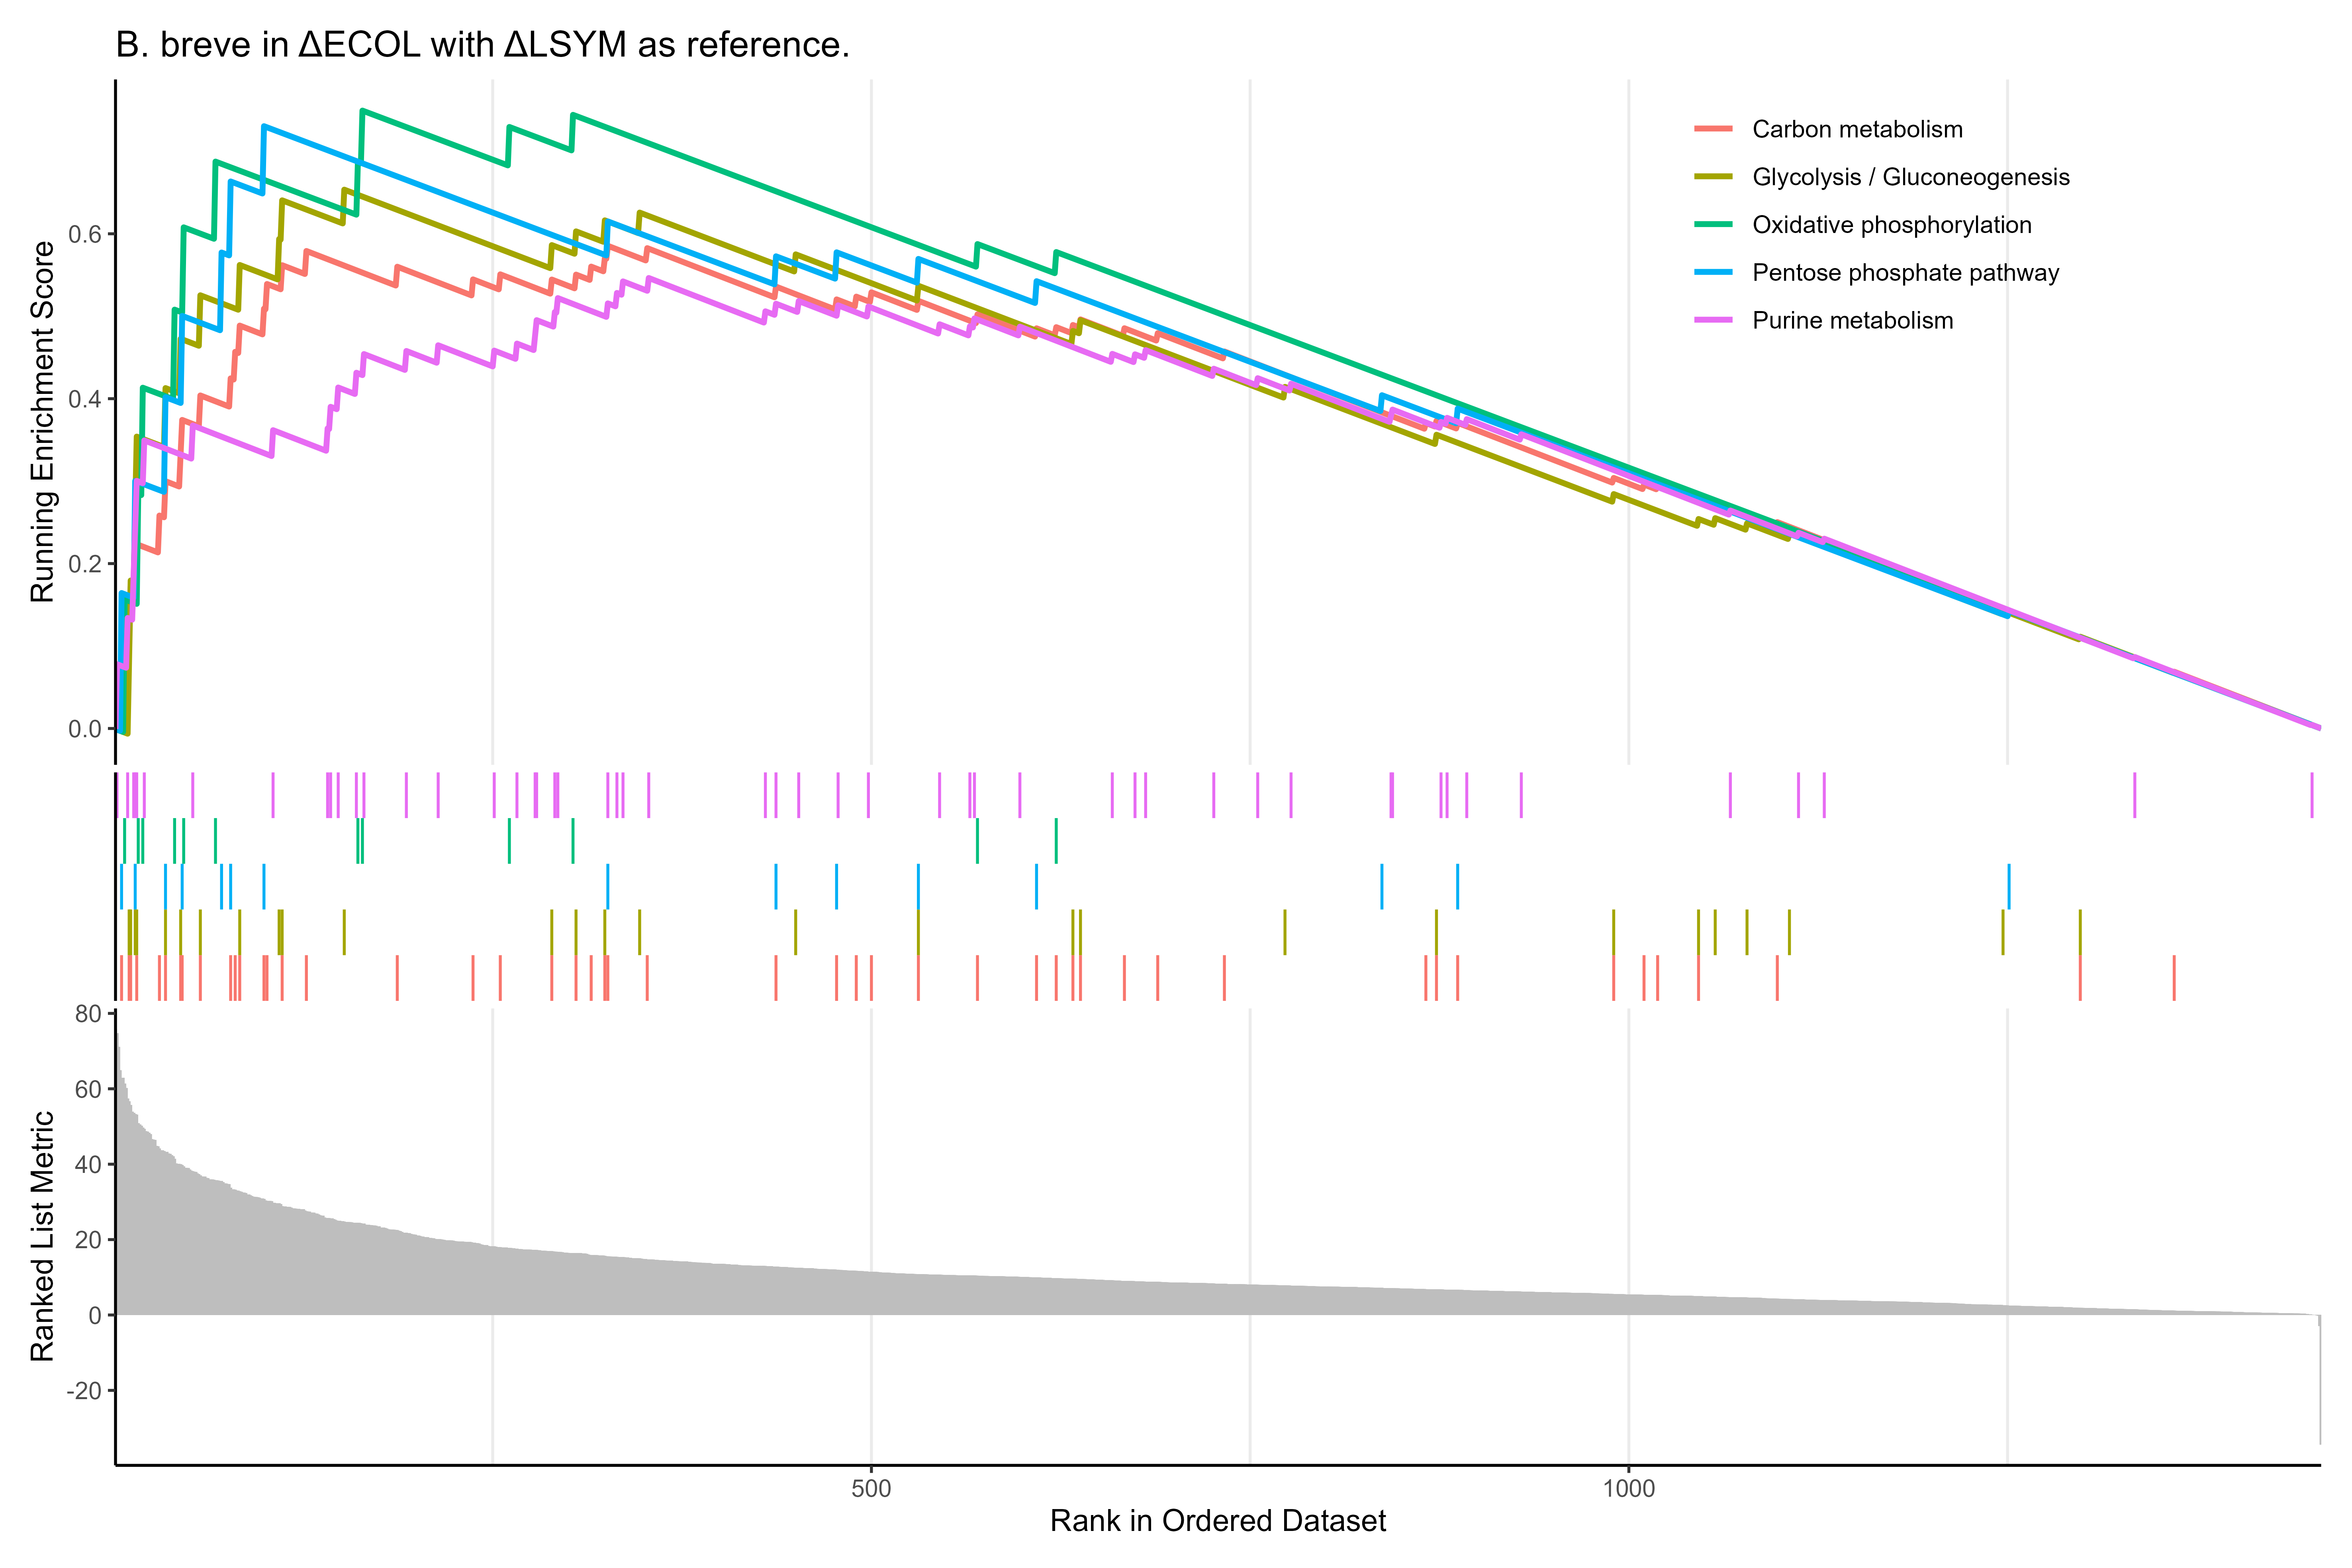 B. breve in ΔECOL with ΔLSYM as reference.
Running Enrichment Score
0.6
0.4
0.2
0.0
Carbon metabolism
Glycolysis / Gluconeogenesis
Oxidative phosphorylation
Pentose phosphate pathway
Purine metabolism
Ranked List Metric
80
60
40
20
0
-20
500
1000
Rank in Ordered Dataset